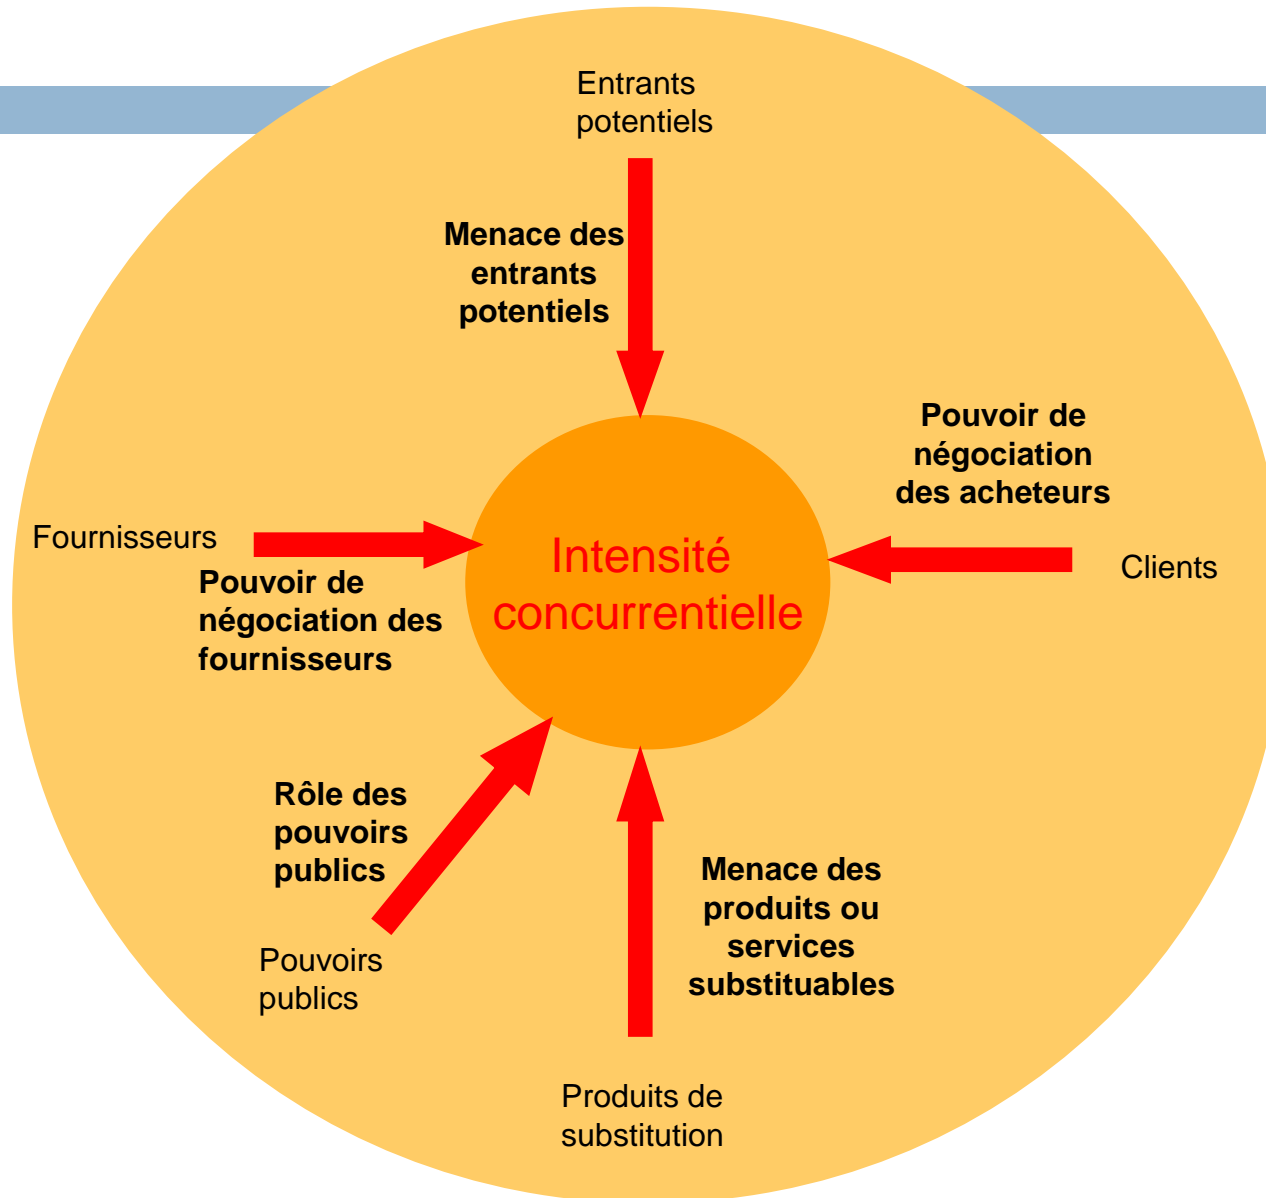 Entrants
potentiels
Menace des
entrants
potentiels
Pouvoir de
négociation
des acheteurs
Fournisseurs
Intensité
concurrentielle
Clients
Pouvoir de
négociation des
fournisseurs
Rôle des
pouvoirs
publics
Menace des
produits ou
services
substituables
Pouvoirs
publics
Produits de
substitution